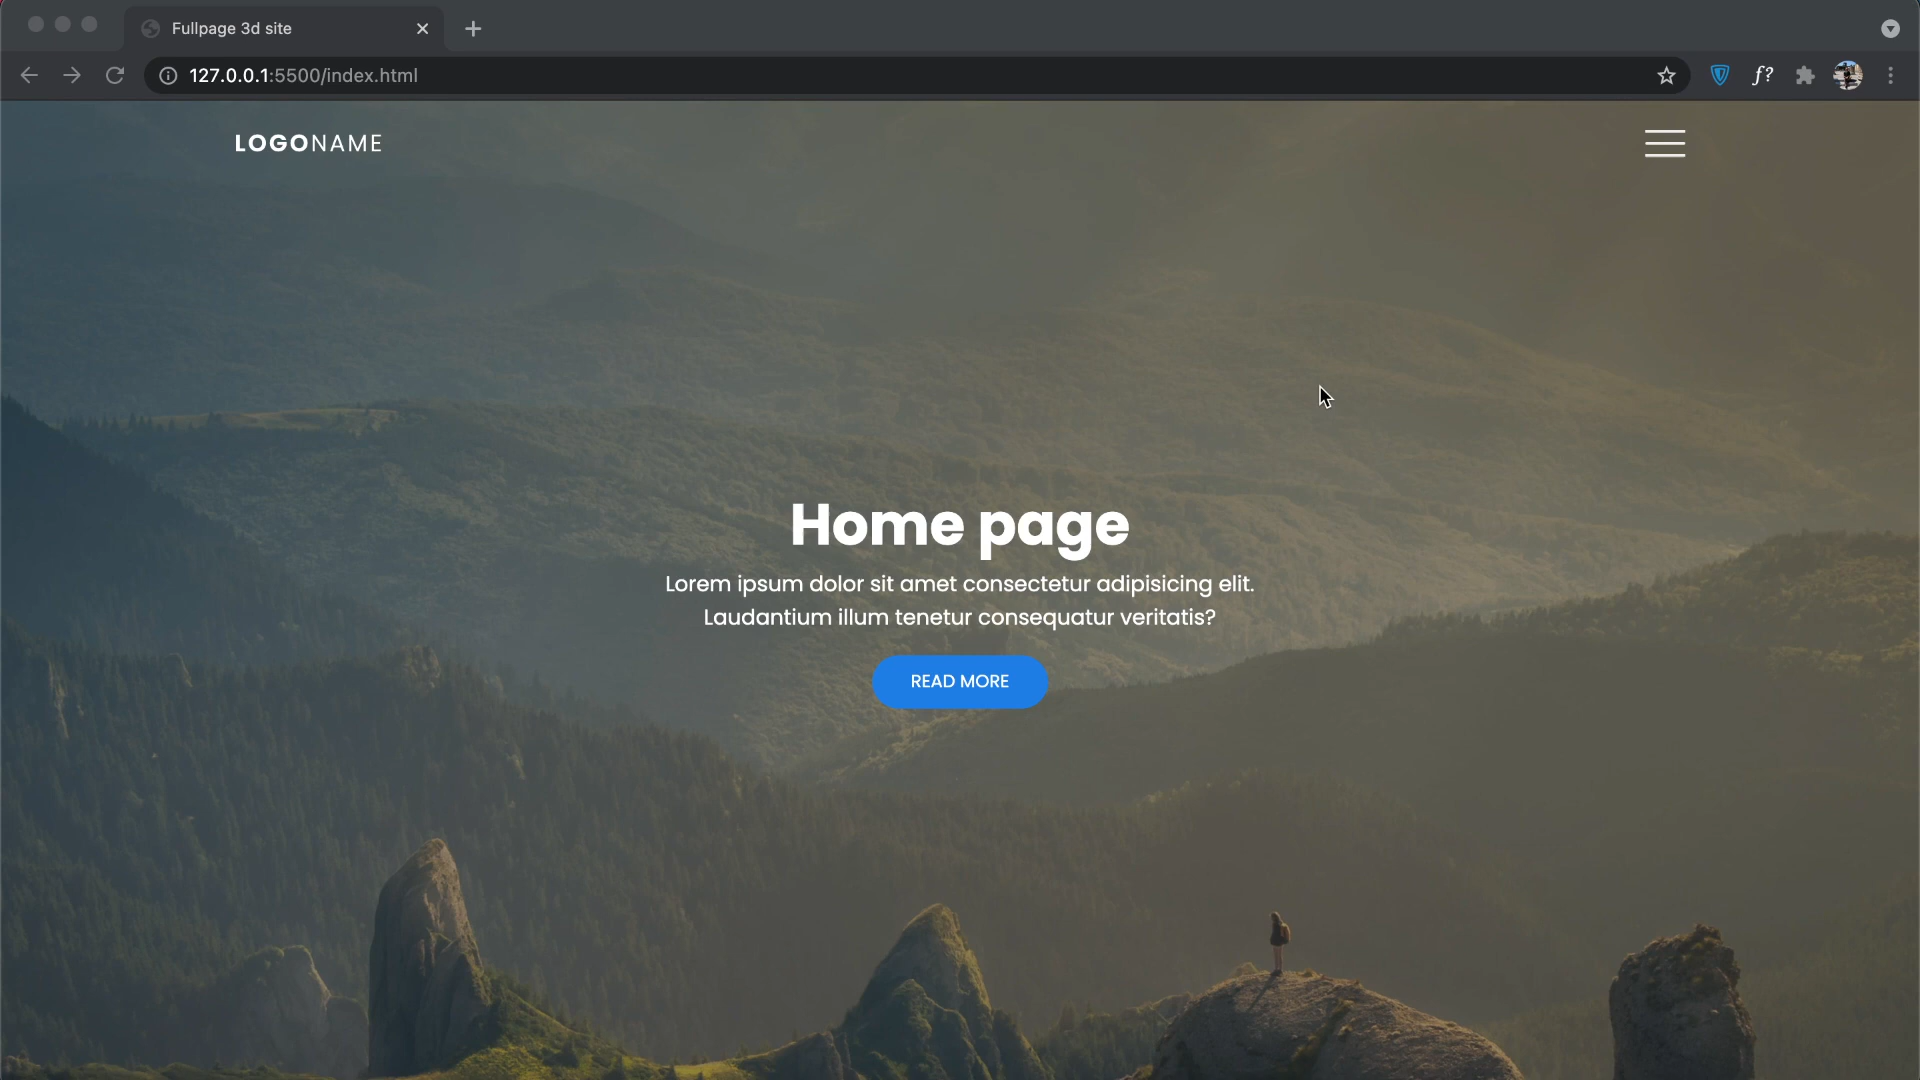 Fullpage 3d site
127.0.0.1:5500/index.html
f?
LOGONAME
Home page
Lorem ipsum dolor sit amet consectetur adipisicing elit.
Laudantium illum tenetur consequatur veritatis?
READ MORE